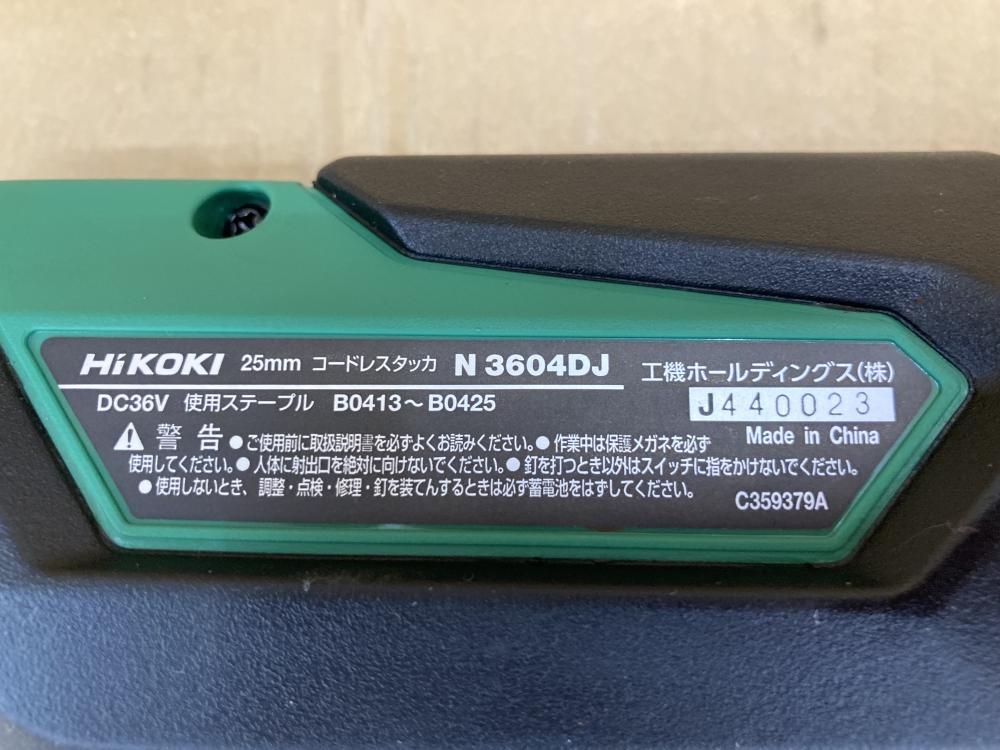 HiKOKI 25mm コードレスタッカ N 3604DJ 工機ホールディングス(株)
DC36V 使用ステープル B0413～B0425 J440023
Made in China
⚠警告 ●ご使用前に取扱説明書を必ずよくお読みください。●作業中は保護メガネを必ず
使用してください。●人体に射出口を絶対に向けないでください。●釘を打つとき以外はスイッチに指をかけないでください。
●使用しないとき、調整・点検・修理・釘を装てんするときは必ず蓄電池をはずしてください。
C359379A